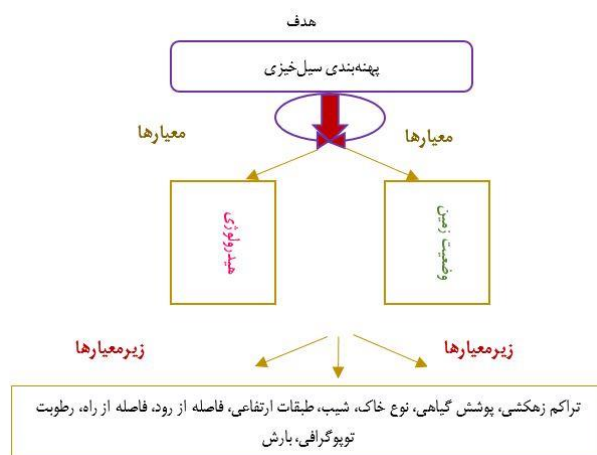 هدف
پهنه‌بندی سیل‌خیزی
معیارها
معیارها
وضعیت زمین
هیدرولوژی
زیرمعیارها
زیرمعیارها
تراکم زهکشی، پوشش گیاهی، نوع خاک، شیب، طبقات ارتفاعی، فاصله از رود، فاصله از راه، رطوبت
توپوگرافی، بارش